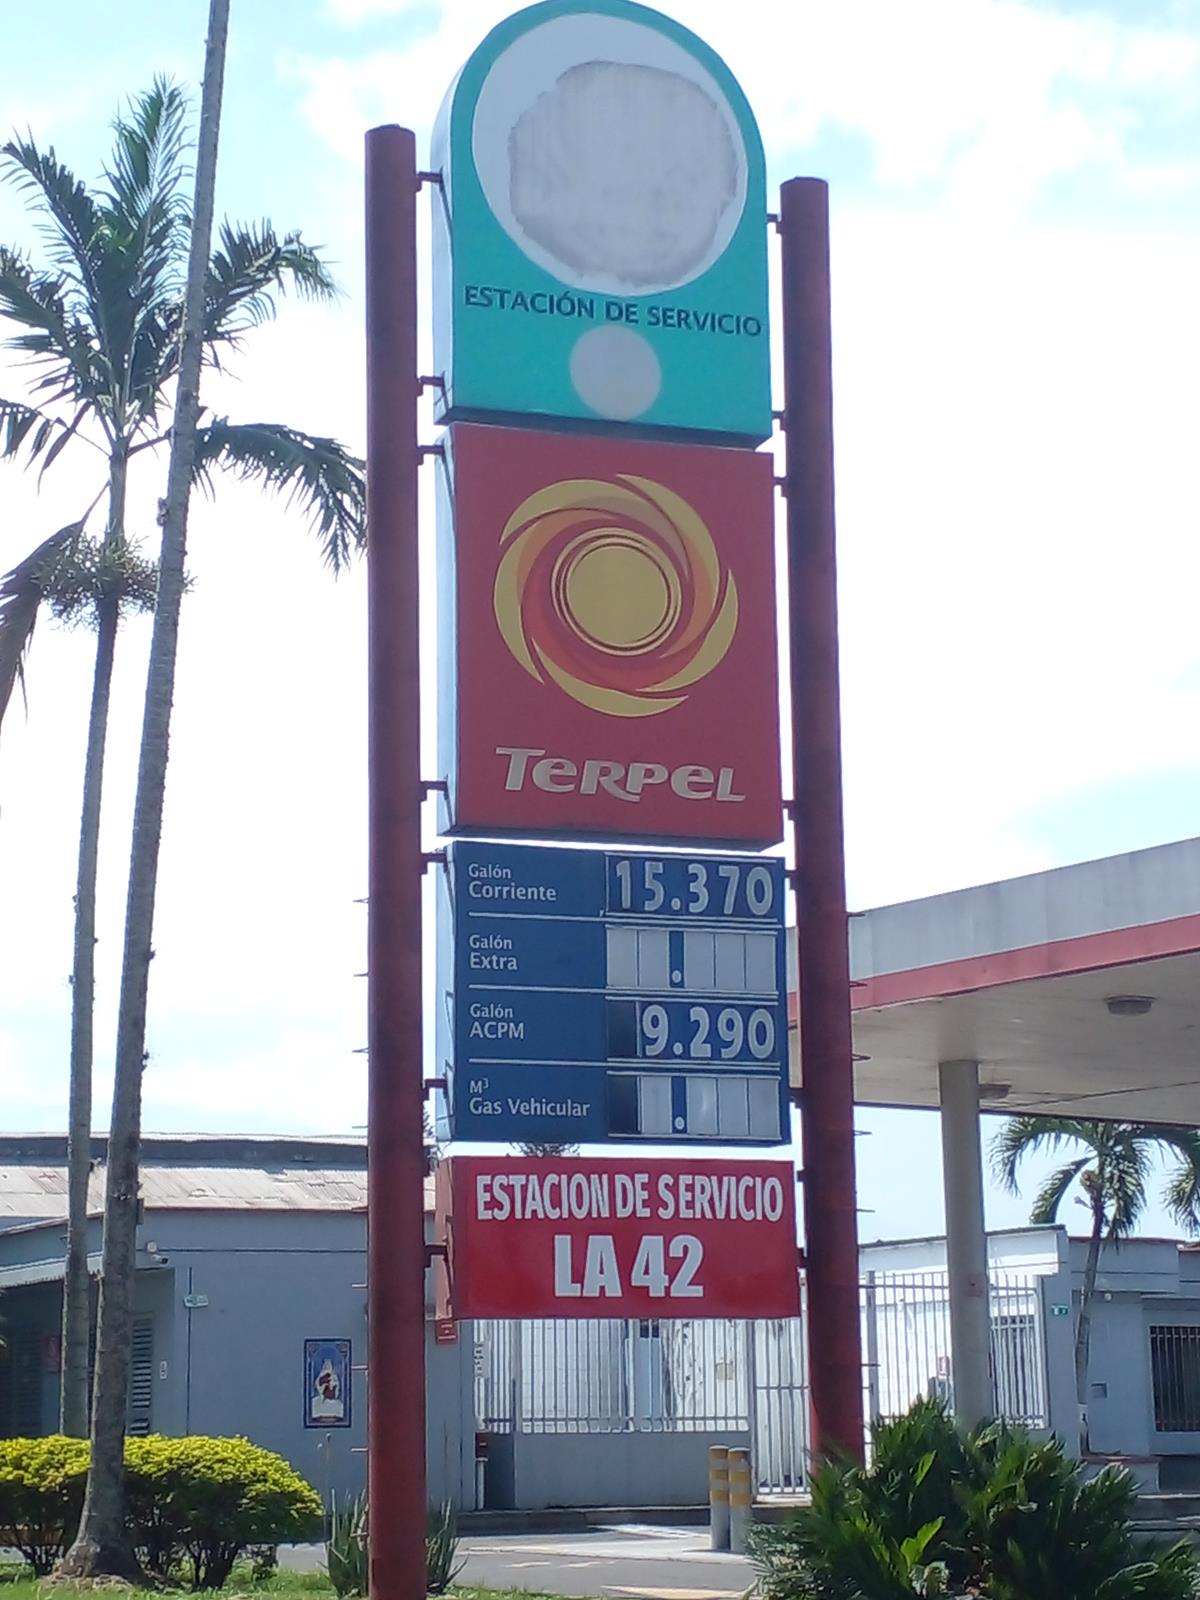 ESTACIÓN DE SERVICIO
TERPEL
Galón
Corriente 15.370
Galón
Extra .
Galón
ACPM 9.290
M³
Gas Vehicular .
ESTACION DE SERVICIO
LA 42